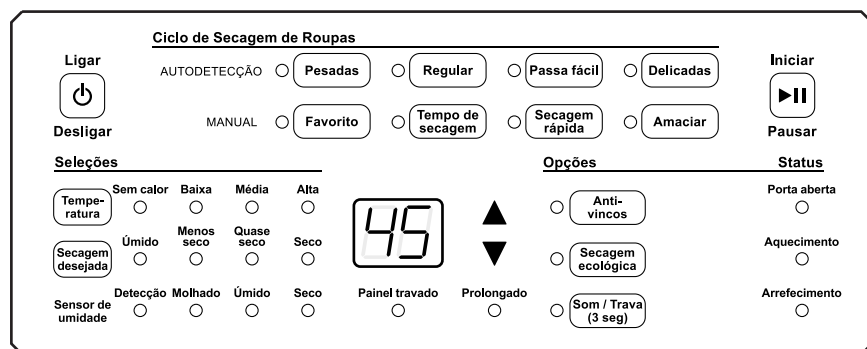 Ciclo de Secagem de Roupas
Ligar
Desligar
AUTODETECÇÃO Pesadas Regular Passa fácil Delicadas
MANUAL Favorito Tempo de secagem Secagem rápida Amaciar
Iniciar
Pausar
Seleções
Tempe-
ratura
Sem calor Baixa Média Alta
Secagem
desejada
Úmido Menos seco Quase seco Seco
Sensor de
umidade
Detecção Molhado Úmido Seco
45
Painel travado Prolongado
Opções
Anti-
vincos
Secagem
ecológica
Som / Trava
(3 seg)
Status
Porta aberta
Aquecimento
Arrefecimento